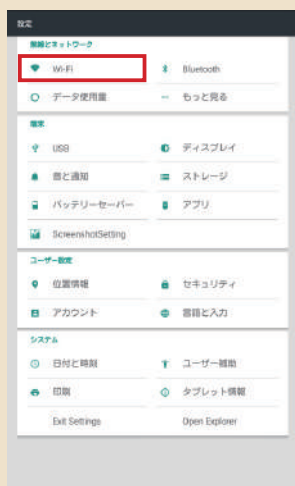 設定
無線とネットワーク
Wi-Fi
Bluetooth
データ使用量
もっと見る
端末
USB
ディスプレイ
音と通知
ストレージ
バッテリーセーバー
アプリ
ScreenshotSetting
ユーザー設定
位置情報
セキュリティ
アカウント
言語と入力
システム
日付と時刻
ユーザー補助
印刷
タブレット情報
Exit Settings
Open Explorer